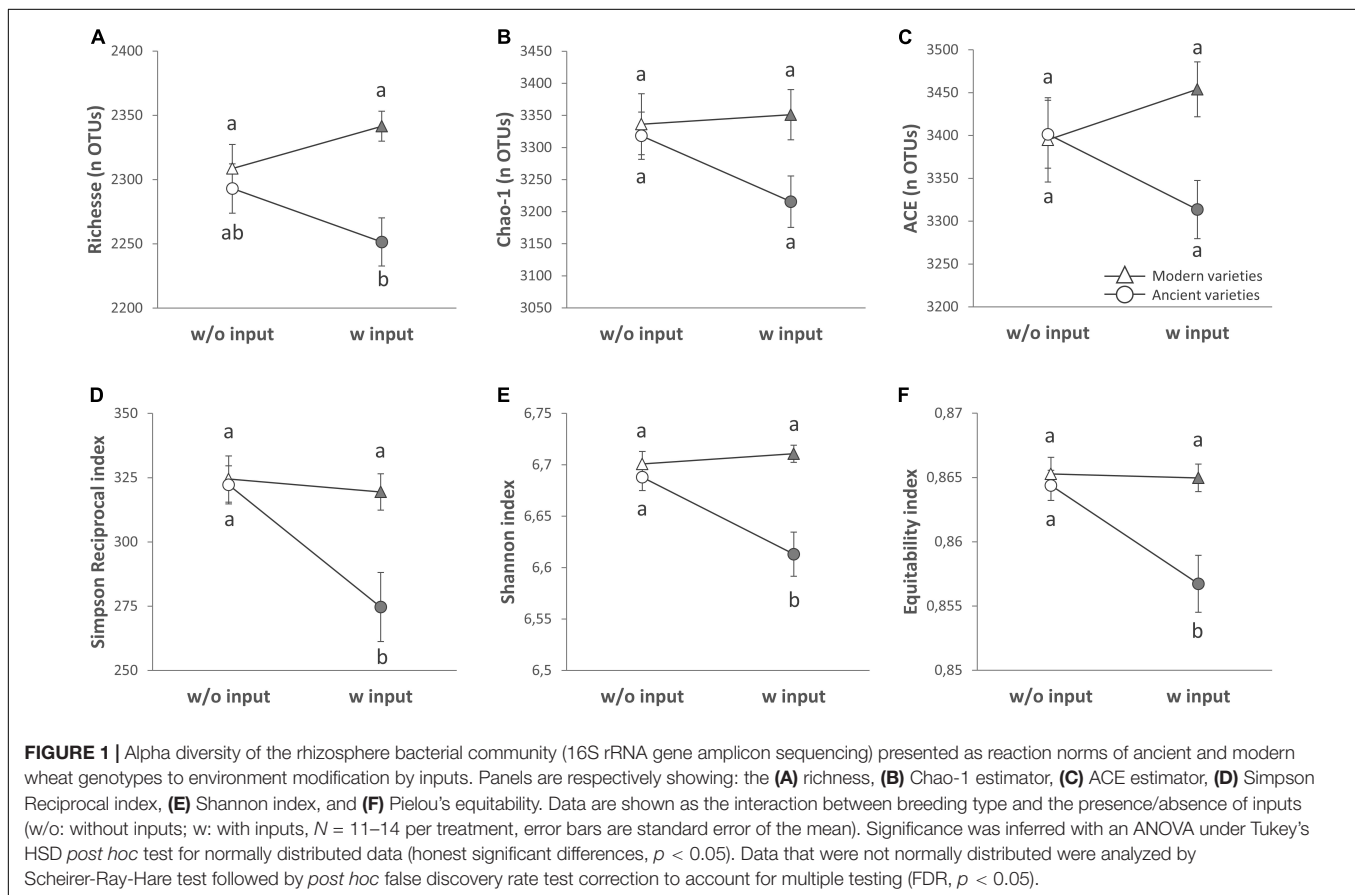 A
Richesse (n OTUs)
2400
2350
2300
2250
2200
a
a
ab
b
w/o input
w input
B
Chao-1 (n OTUs)
3450
3400
3350
3300
3250
3200
3150
3100
3050
a
a
a
a
w/o input
w input
C
ACE (n OTUs)
3500
3450
3400
3350
3300
3250
3200
a
a
a
a
Modern varieties
Ancient varieties
w/o input
w input
D
Simpson Reciprocal index
350
325
300
275
250
a
a
a
b
w/o input
w input
E
Shannon index
6,75
6,7
6,65
6,6
6,55
6,5
a
a
a
b
w/o input
w input
F
Equitability index
0,87
0,865
0,86
0,855
0,85
a
a
a
b
w/o input
w input
FIGURE 1 | Alpha diversity of the rhizosphere bacterial community (16S rRNA gene amplicon sequencing) presented as reaction norms of ancient and modern
wheat genotypes to environment modification by inputs. Panels are respectively showing: the (A) richness, (B) Chao-1 estimator, (C) ACE estimator, (D) Simpson
Reciprocal index, (E) Shannon index, and (F) Pielou's equitability. Data are shown as the interaction between breeding type and the presence/absence of inputs
(w/o: without inputs; w: with inputs, N = 11–14 per treatment, error bars are standard error of the mean). Significance was inferred with an ANOVA under Tukey's
HSD post hoc test for normally distributed data (honest significant differences, p < 0.05). Data that were not normally distributed were analyzed by
Scheirer-Ray-Hare test followed by post hoc false discovery rate test correction to account for multiple testing (FDR, p < 0.05).